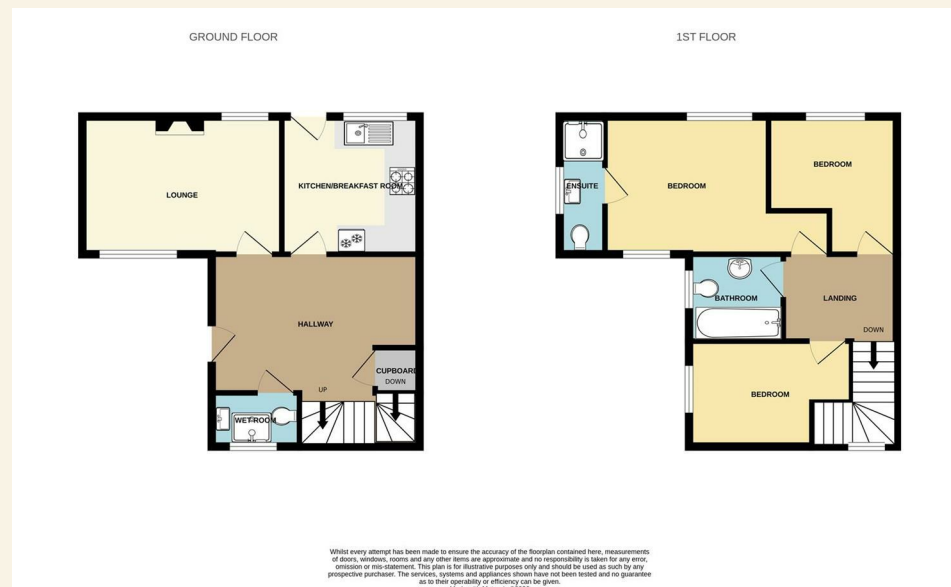 GROUND FLOOR
1ST FLOOR
LOUNGE
KITCHEN/BREAKFAST ROOM
HALLWAY
CUPBOARD
DOWN
UP
WET ROOM
ENSUITE
BEDROOM
BEDROOM
BATHROOM
LANDING
DOWN
BEDROOM
Whilst every attempt has been made to ensure the accuracy of the floorplan contained here, measurements
of doors, windows, rooms and any other items are approximate and no responsibility is taken for any error,
omission or mis-statement. This plan is for illustrative purposes only and should be used as such by any
prospective purchaser. The services, systems and appliances shown have not been tested and no guarantee
as to their operability or efficiency can be given.